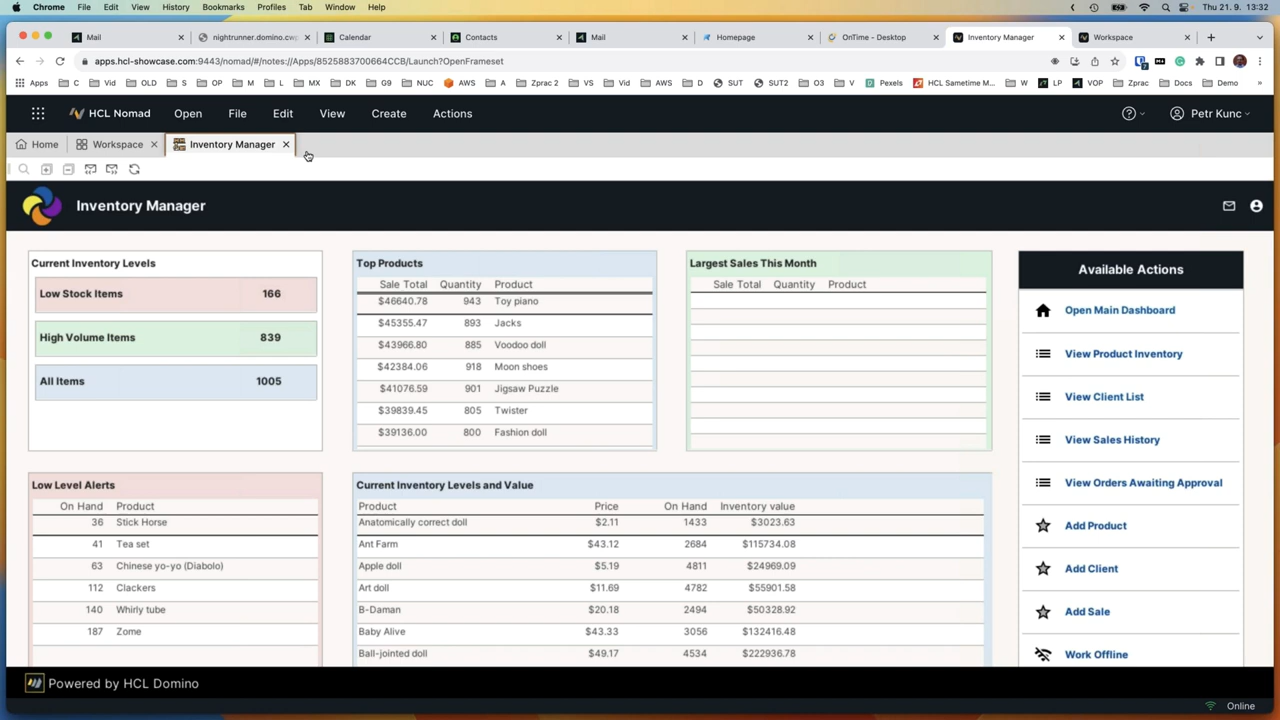 Chrome File Edit View History Bookmarks Profiles Tab Window Help Thu 21. 9. 13:32
Mail nightrunner.domino.cwp Calendar Contacts Mail Homepage OnTime - Desktop Inventory Manager Workspace
apps.hcl-showcase.com:9443/nomad/#/notes://Apps/8525883700664CCB/Launch?OpenFrameset
Apps C Vid OLD S OP M MX DK G9 NUC AWS A Zprac 2 VS Vid AWS D SUT SUT2 O3 V Pexels HCL Sametime M... W LP VOP Zprac Docs Demo
HCL Nomad Open File Edit View Create Actions Petr Kunc
Home Workspace Inventory Manager
Inventory Manager
Current Inventory Levels
Low Stock Items 166
High Volume Items 839
All Items 1005
Top Products
Sale Total Quantity Product
$46640.78 943 Toy piano
$45355.47 893 Jacks
$43966.80 885 Voodoo doll
$42384.06 918 Moon shoes
$41076.59 901 Jigsaw Puzzle
$39839.45 805 Twister
$39136.00 800 Fashion doll
Largest Sales This Month
Sale Total Quantity Product
Available Actions
Open Main Dashboard
View Product Inventory
View Client List
View Sales History
View Orders Awaiting Approval
Add Product
Add Client
Add Sale
Work Offline
Low Level Alerts
On Hand Product
36 Stick Horse
41 Tea set
63 Chinese yo-yo (Diabolo)
112 Clackers
140 Whirly tube
187 Zome
Current Inventory Levels and Value
Product Price On Hand Inventory value
Anatomically correct doll $2.11 1433 $3023.63
Ant Farm $43.12 2684 $115734.08
Apple doll $5.19 4811 $24969.09
Art doll $11.69 4782 $55901.58
B-Daman $20.18 2494 $50328.92
Baby Alive $43.33 3056 $132416.48
Ball-jointed doll $49.17 4534 $222936.78
Powered by HCL Domino
Online